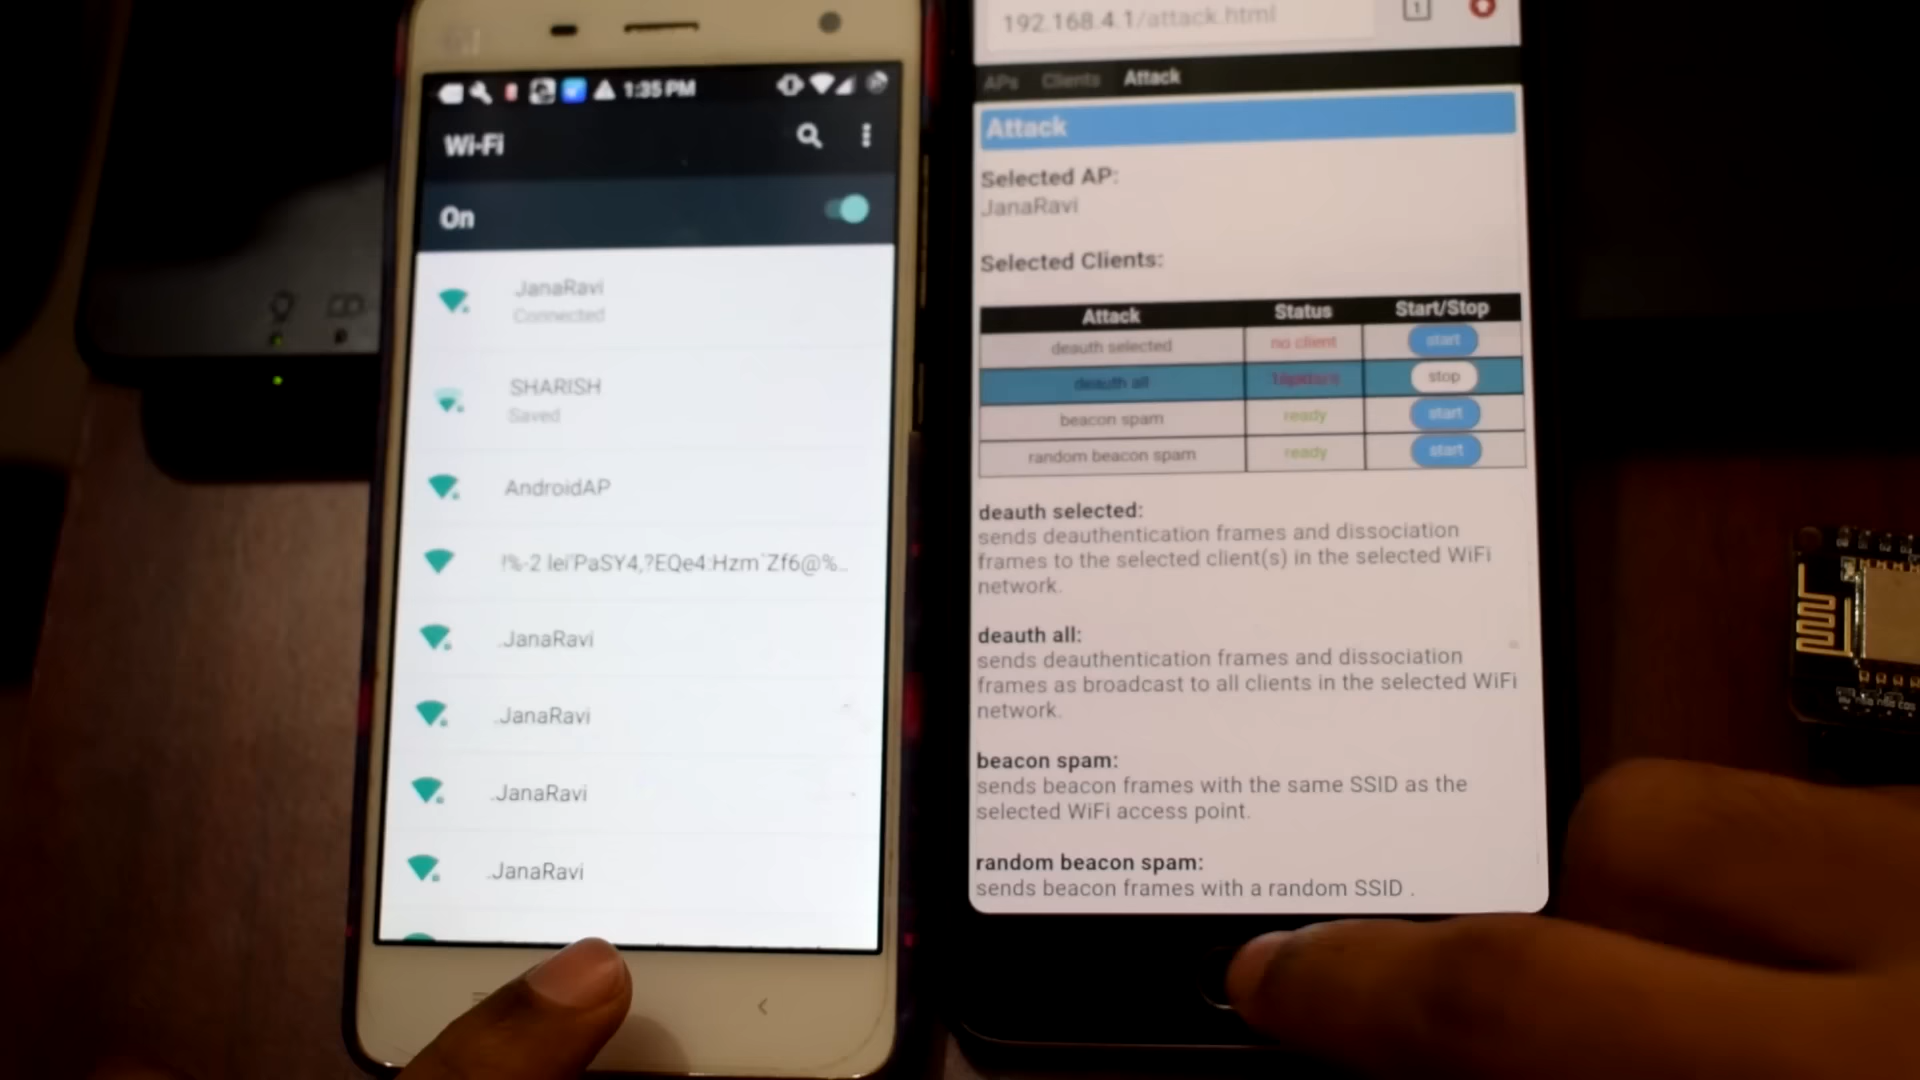 1:35 PM
Wi-Fi
On
JanaRavi
Connected
SHARISH
Saved
AndroidAP
.JanaRavi
.JanaRavi
.JanaRavi
.JanaRavi
192.168.4.1/attack.html
1
APs Clients Attack
Attack
Selected AP:
JanaRavi
Selected Clients:
Attack Status Start/Stop
deauth selected no client start
deauth all stop
beacon spam ready start
random beacon spam ready start
deauth selected:
sends deauthentication frames and dissociation
frames to the selected client(s) in the selected WiFi
network.
deauth all:
sends deauthentication frames and dissociation
frames as broadcast to all clients in the selected WiFi
network.
beacon spam:
sends beacon frames with the same SSID as the
selected WiFi access point.
random beacon spam:
sends beacon frames with a random SSID .